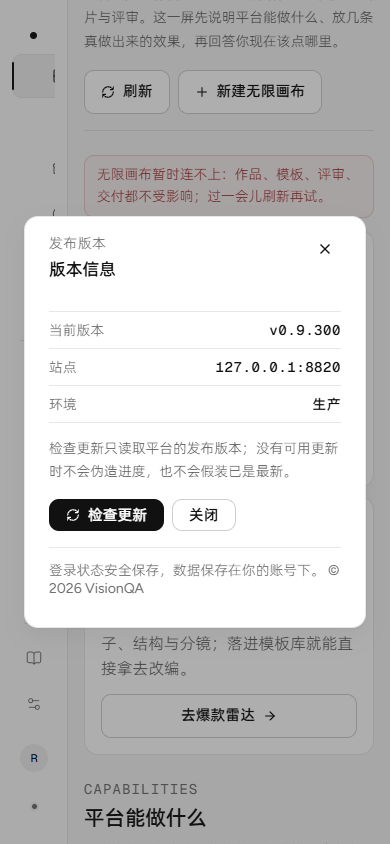 片与评审。这一屏先说明平台能做什么、放几条
真做出来的效果，再回答你现在该点哪里。
刷新
新建无限画布
无限画布暂时连不上：作品、模板、评审、
交付都不受影响；过一会儿刷新再试。
发布版本
版本信息
当前版本 v0.9.300
站点 127.0.0.1:8820
环境 生产
检查更新只读取平台的发布版本；没有可用更新
时不会伪造进度，也不会假装已是最新。
检查更新 关闭
登录状态安全保存，数据保存在你的账号下。 ©
2026 VisionQA
子、结构与分镜；落进模板库就能直
接拿去改编。
去爆款雷达 →
R
CAPABILITIES
平台能做什么